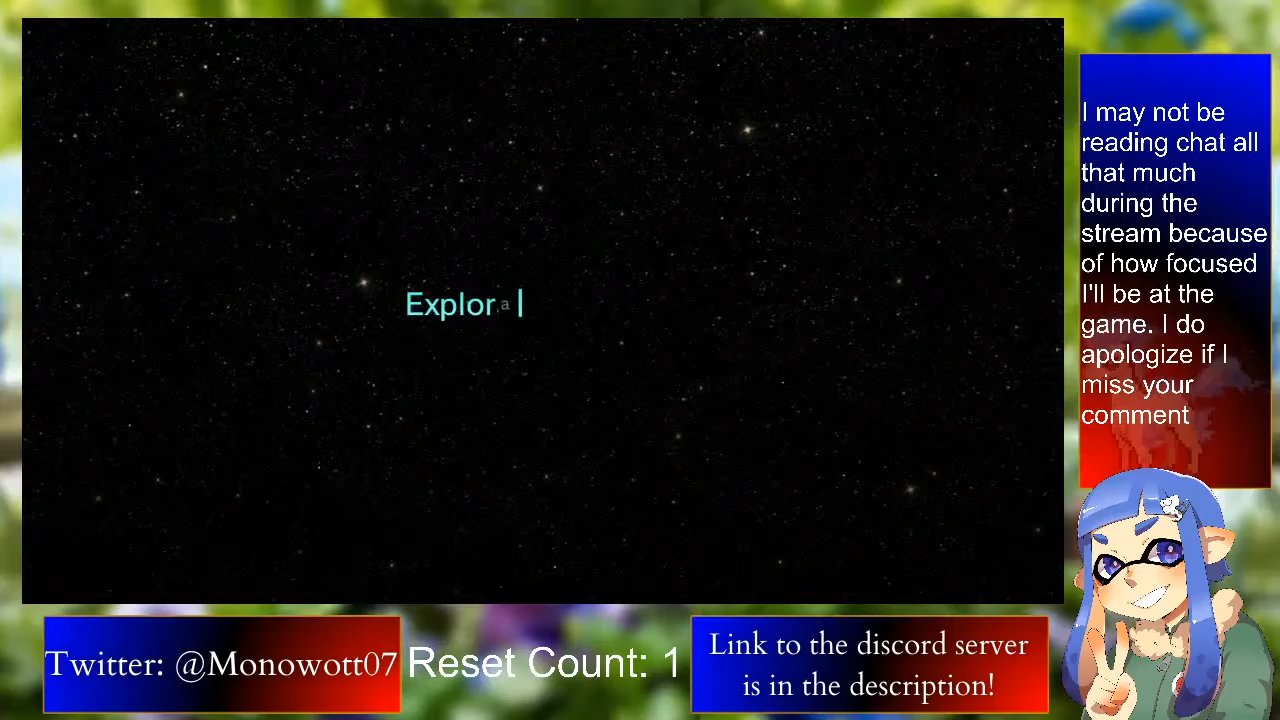 Explora
I may not be
reading chat all
that much
during the
stream because
of how focused
I'll be at the
game. I do
apologize if I
miss your
comment
Twitter: @Monowott07
Reset Count: 1
Link to the discord server
is in the description!